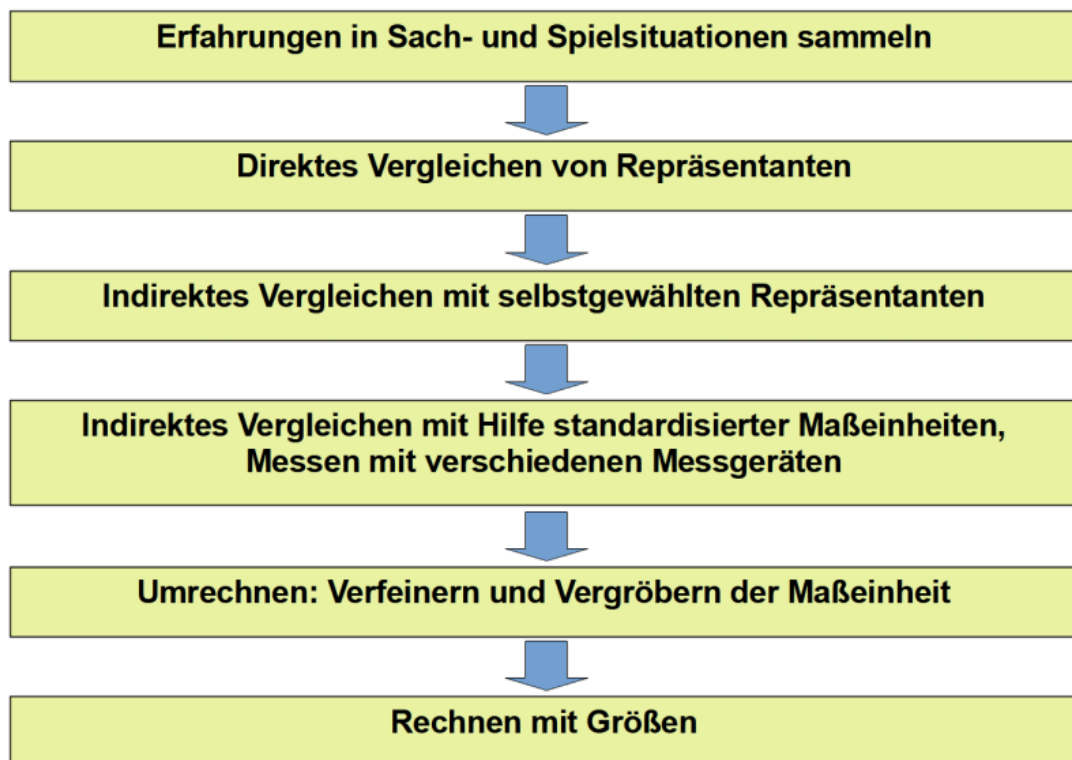 Erfahrungen in Sach- und Spielsituationen sammeln
Direktes Vergleichen von Repräsentanten
Indirektes Vergleichen mit selbstgewählten Repräsentanten
Indirektes Vergleichen mit Hilfe standardisierter Maßeinheiten,
Messen mit verschiedenen Messgeräten
Umrechnen: Verfeinern und Vergröbern der Maßeinheit
Rechnen mit Größen